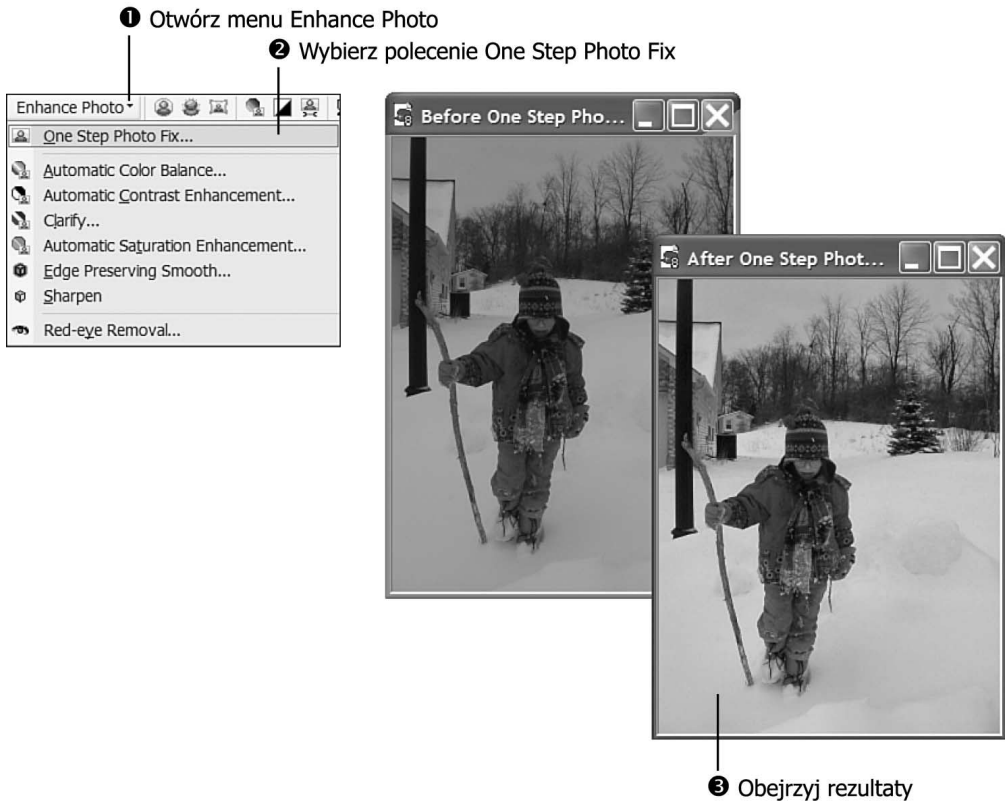 ❶ Otwórz menu Enhance Photo
❷ Wybierz polecenie One Step Photo Fix
Enhance Photo
One Step Photo Fix...
Automatic Color Balance...
Automatic Contrast Enhancement...
Clarify...
Automatic Saturation Enhancement...
Edge Preserving Smooth...
Sharpen
Red-eye Removal...
Before One Step Pho...
After One Step Phot...
❸ Obejrzyj rezultaty